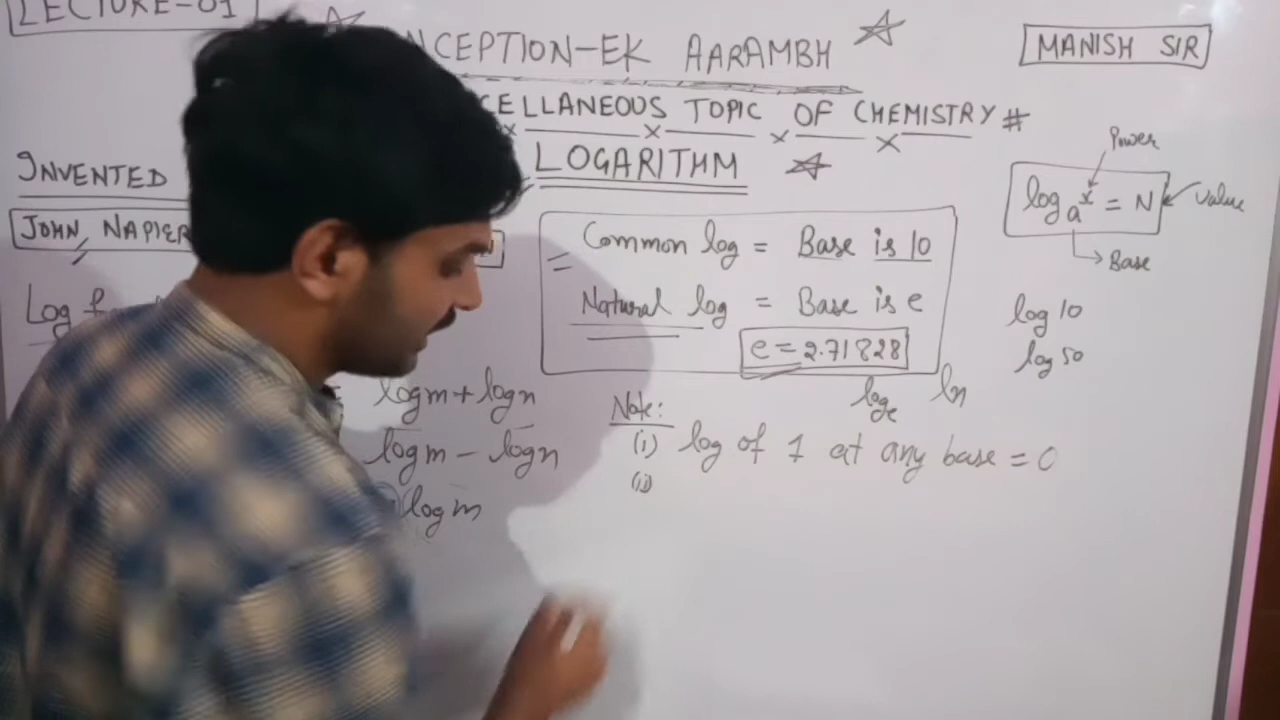 LECTURE-01
NCEPTION-EK AARAMBH
MANISH SIR
CELLANEOUS TOPIC OF CHEMISTRY #
LOGARITHM
INVENTED
JOHN NAPIER
Power
log a^x = N
Value
Base
Common log = Base is 10
Natural log = Base is e
e = 2.71828
log 10
log 50
Log
= log m + log n
log m - log n
log m
log e
ln
Note:
(i) log of 1 at any base = 0
(ii)